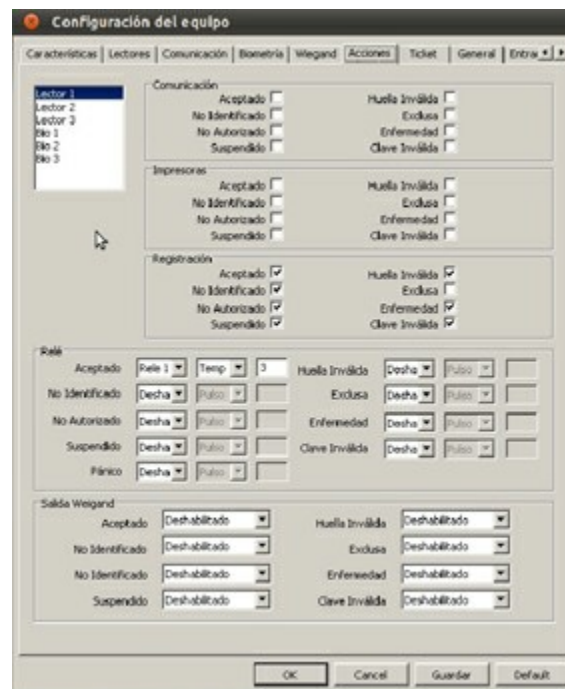 Configuración del equipo
Características Lectores Comunicación Biometría Wiegand Acciones Ticket General Entra
Lector 1
Lector 2
Lector 3
Bio 1
Bio 2
Bio 3
Comunicación
Aceptado Huella Inválida
No Identificado Exclusa
No Autorizado Enfermedad
Suspendido Clave Inválida
Impresoras
Aceptado Huella Inválida
No Identificado Exclusa
No Autorizado Enfermedad
Suspendido Clave Inválida
Registración
Aceptado Huella Inválida
No Identificado Exclusa
No Autorizado Enfermedad
Suspendido Clave Inválida
Relé
Aceptado Rele 1 Temp 3 Huella Inválida Desha Pulso
No Identificado Desha Pulso Exclusa Desha Pulso
No Autorizado Desha Pulso Enfermedad Desha Pulso
Suspendido Desha Pulso Clave Inválida Desha Pulso
Pánico Desha Pulso
Salida Weigand
Aceptado Deshabilitado Huella Inválida Deshabilitado
No Identificado Deshabilitado Exclusa Deshabilitado
No Identificado Deshabilitado Enfermedad Deshabilitado
Suspendido Deshabilitado Clave Inválida Deshabilitado
OK Cancel Guardar Default